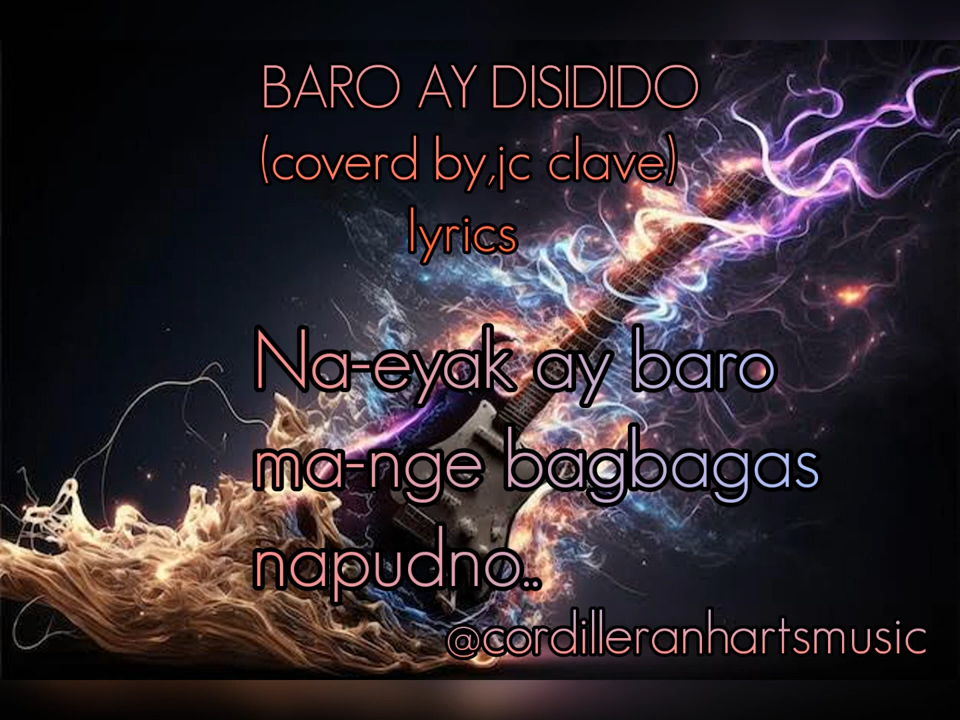 BARO AY DISIDIDO
(coverd by,jc clave)
lyrics
Na-eyak ay baro
ma-nge bagbagas
napudno..
@cordilleranhartsmusic